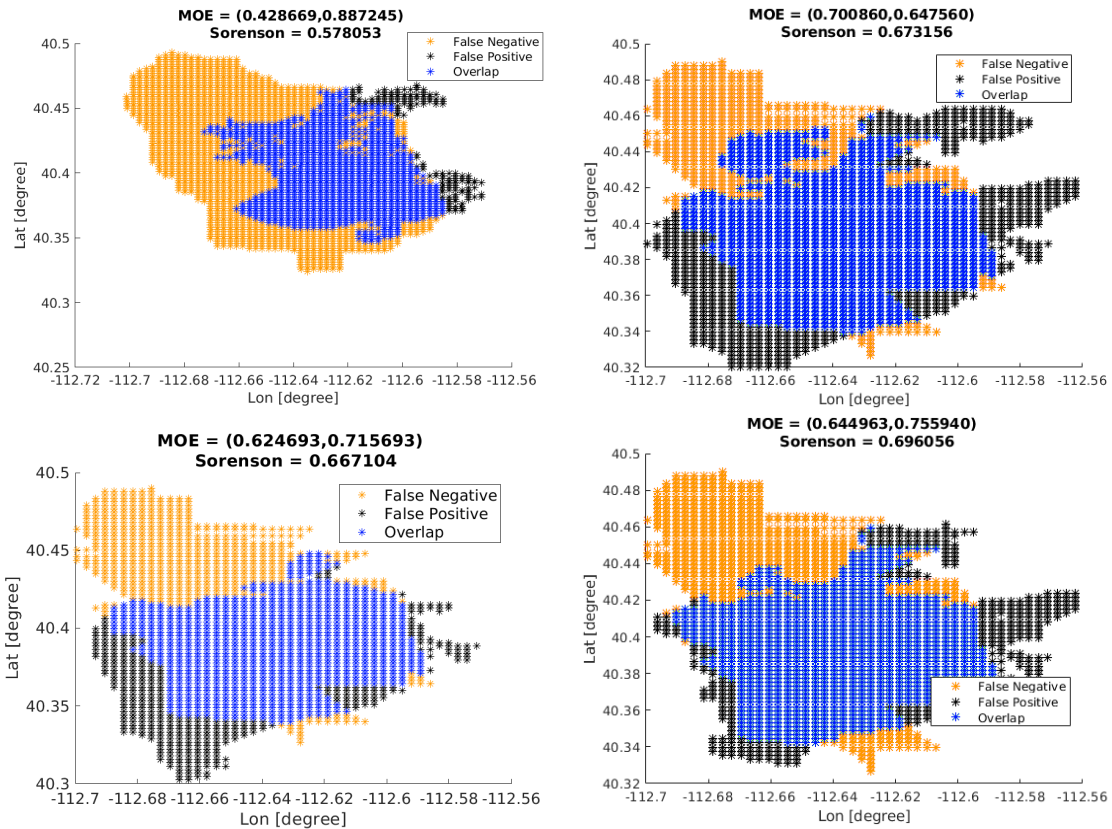 MOE = (0.428669,0.887245)
Sorenson = 0.578053
False Negative
False Positive
Overlap
40.5
40.45
40.4
40.35
40.3
40.25
Lat [degree]
-112.72 -112.7 -112.68 -112.66 -112.64 -112.62 -112.6 -112.58 -112.56
Lon [degree]
MOE = (0.700860,0.647560)
Sorenson = 0.673156
False Negative
False Positive
Overlap
40.5
40.48
40.46
40.44
40.42
40.4
40.38
40.36
40.34
40.32
Lat [degree]
-112.7 -112.68 -112.66 -112.64 -112.62 -112.6 -112.58 -112.56
Lon [degree]
MOE = (0.624693,0.715693)
Sorenson = 0.667104
False Negative
False Positive
Overlap
40.5
40.45
40.4
40.35
40.3
Lat [degree]
-112.7 -112.68 -112.66 -112.64 -112.62 -112.6 -112.58 -112.56
Lon [degree]
MOE = (0.644963,0.755940)
Sorenson = 0.696056
40.5
40.48
40.46
40.44
40.42
40.4
40.38
40.36
40.34
40.32
Lat [degree]
False Negative
False Positive
Overlap
-112.7 -112.68 -112.66 -112.64 -112.62 -112.6 -112.58 -112.56
Lon [degree]